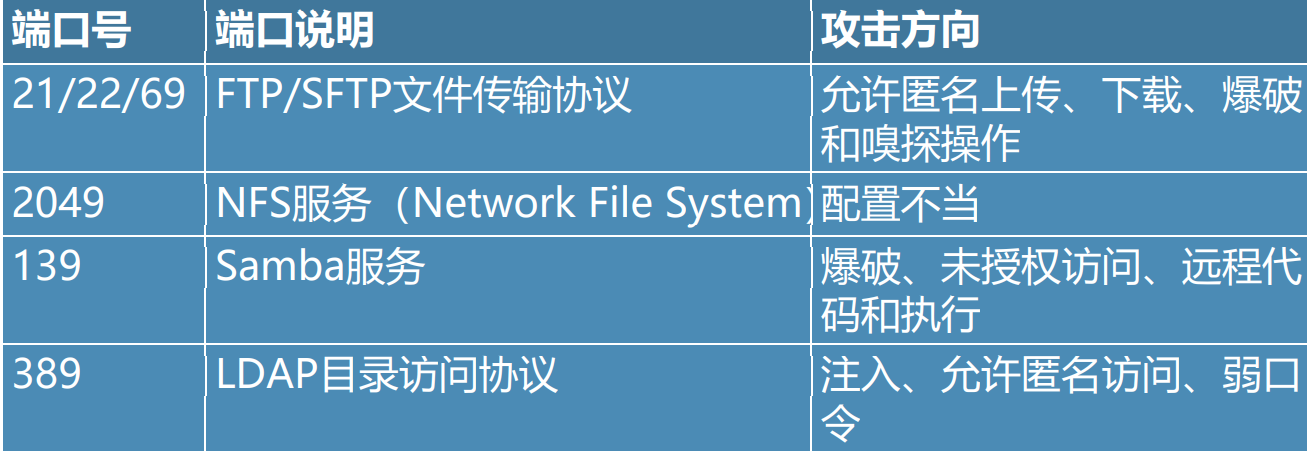 端口号 端口说明 攻击方向
21/22/69 FTP/SFTP文件传输协议 允许匿名上传、下载、爆破
和嗅探操作
2049 NFS服务（Network File System） 配置不当
139 Samba服务 爆破、未授权访问、远程代
码和执行
389 LDAP目录访问协议 注入、允许匿名访问、弱口
令